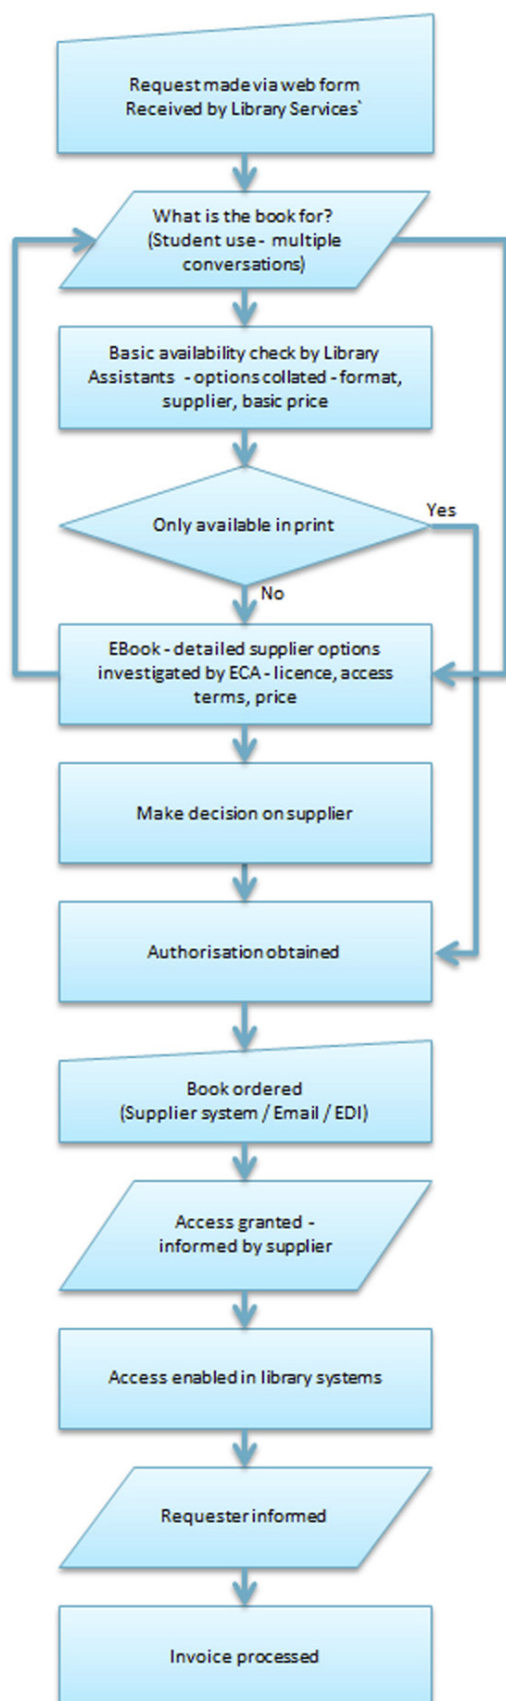 Request made via web form
Received by Library Services`
What is the book for?
(Student use - multiple
conversations)
Basic availability check by Library
Assistants - options collated - format,
supplier, basic price
Only available in print
Yes
No
EBook - detailed supplier options
investigated by ECA - licence, access
terms, price
Make decision on supplier
Authorisation obtained
Book ordered
(Supplier system / Email / EDI)
Access granted -
informed by supplier
Access enabled in library systems
Requester informed
Invoice processed